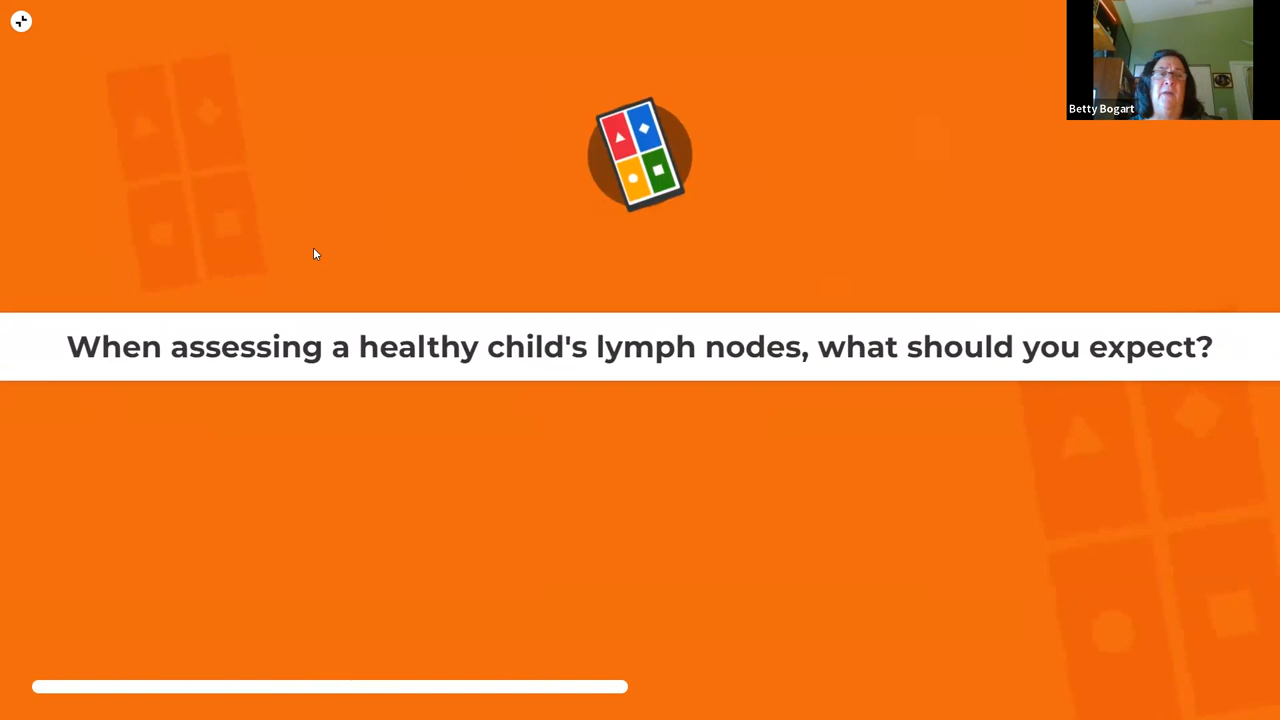 Betty Bogart
When assessing a healthy child's lymph nodes, what should you expect?